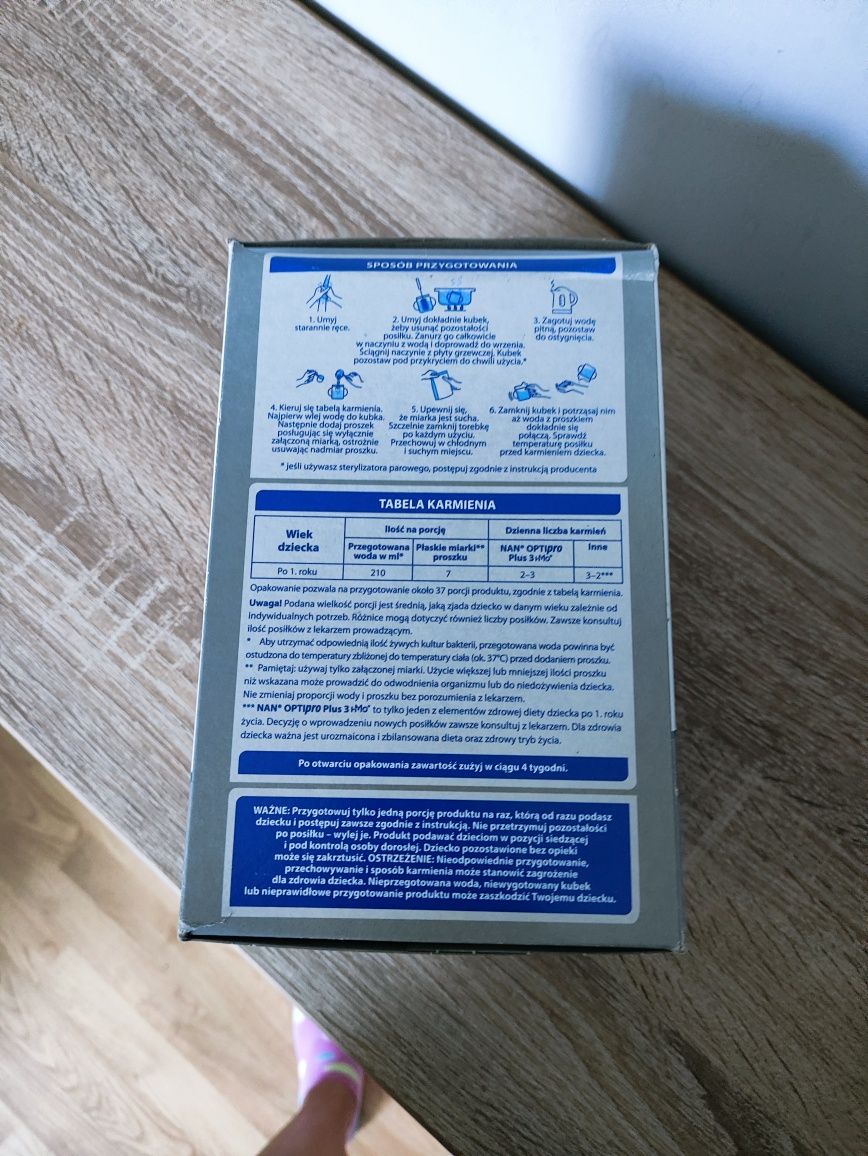 SPOSÓB PRZYGOTOWANIA
1. Umyj
starannie ręce.
2. Umyj dokładnie kubek,
żeby usunąć pozostałości
posiłku. Zanurz go całkowicie
w naczyniu z wodą i doprowadź do wrzenia.
Ściągnij naczynie z płyty grzewczej. Kubek
pozostaw pod przykryciem do chwili użycia.*
3. Zagotuj wodę
pitną, pozostaw
do ostygnięcia.
4. Kieruj się tabelą karmienia.
Najpierw wlej wodę do kubka.
Następnie dodaj proszek
posługując się wyłącznie
załączoną miarką, ostrożnie
usuwając nadmiar proszku.
5. Upewnij się,
że miarka jest sucha.
Szczelnie zamknij torebkę
po każdym użyciu.
Przechowuj w chłodnym
i suchym miejscu.
6. Zamknij kubek i potrząsaj nim
aż woda z proszkiem
dokładnie się
połączą. Sprawdź
temperaturę posiłku
przed karmieniem dziecka.
* jeśli używasz sterylizatora parowego, postępuj zgodnie z instrukcją producenta
TABELA KARMIENIA
Wiek
dziecka
Ilość na porcję
Dzienna liczba karmień
Przegotowana
woda w ml*
Płaskie miarki**
proszku
NAN® OPTIpro
Plus 3 HMO®
Inne
Po 1. roku 210 7 2–3 3–2***
Opakowanie pozwala na przygotowanie około 37 porcji produktu, zgodnie z tabelą karmienia.
Uwaga! Podana wielkość porcji jest średnią, jaką zjada dziecko w danym wieku zależnie od
indywidualnych potrzeb. Różnice mogą dotyczyć również liczby posiłków. Zawsze konsultuj
ilość posiłków z lekarzem prowadzącym.
* Aby utrzymać odpowiednią ilość żywych kultur bakterii, przegotowana woda powinna być
ostudzona do temperatury zbliżonej do temperatury ciała (ok. 37°C) przed dodaniem proszku.
** Pamiętaj: używaj tylko załączonej miarki. Użycie większej lub mniejszej ilości proszku
niż wskazana może prowadzić do odwodnienia organizmu lub do niedożywienia dziecka.
Nie zmieniaj proporcji wody i proszku bez porozumienia z lekarzem.
*** NAN® OPTIpro Plus 3 HMO® to tylko jeden z elementów zdrowej diety dziecka po 1. roku
życia. Decyzję o wprowadzeniu nowych posiłków zawsze konsultuj z lekarzem. Dla zdrowia
dziecka ważna jest urozmaicona i zbilansowana dieta oraz zdrowy tryb życia.
Po otwarciu opakowania zawartość zużyj w ciągu 4 tygodni.
WAŻNE: Przygotowuj tylko jedną porcję produktu na raz, którą od razu podasz
dziecku i postępuj zawsze zgodnie z instrukcją. Nie przetrzymuj pozostałości
po posiłku – wylej je. Produkt podawać dzieciom w pozycji siedzącej
i pod kontrolą osoby dorosłej. Dziecko pozostawione bez opieki
może się zakrztusić. OSTRZEŻENIE: Nieodpowiednie przygotowanie,
przechowywanie i sposób karmienia może stanowić zagrożenie
dla zdrowia dziecka. Nieprzegotowana woda, niewygotowany kubek
lub nieprawidłowe przygotowanie produktu może zaszkodzić Twojemu dziecku.